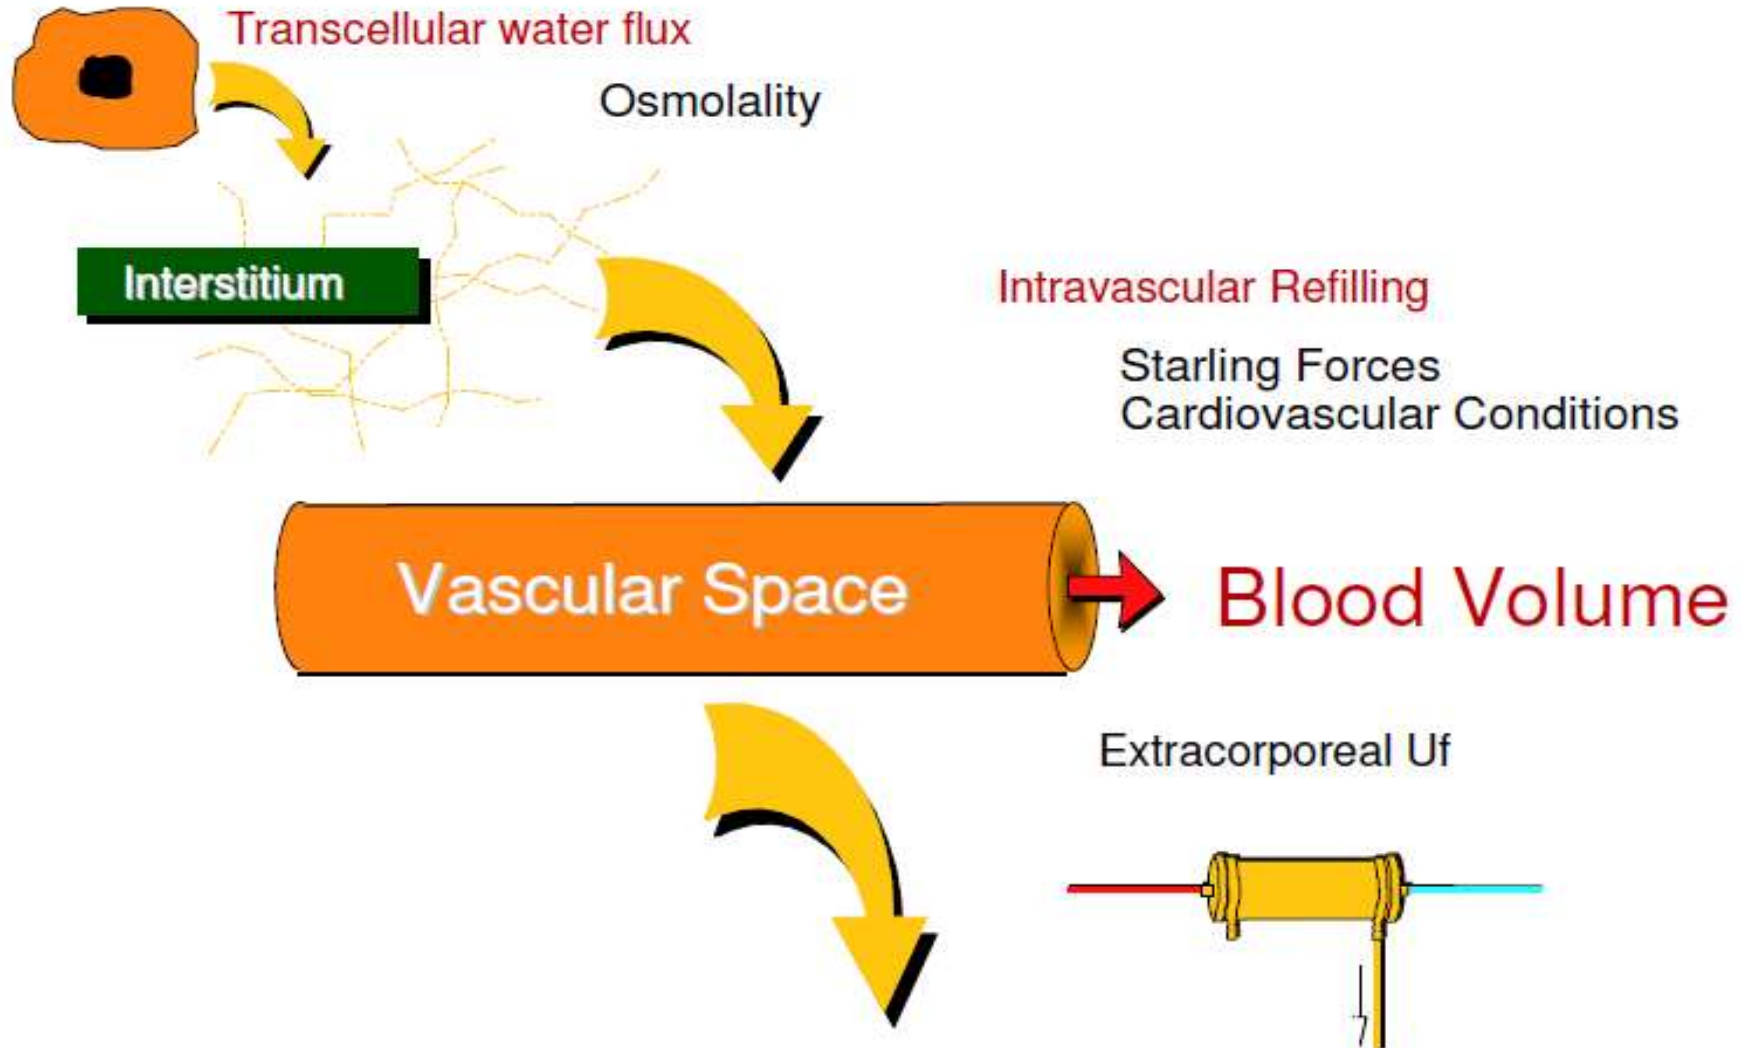 Transcellular water flux
Osmolality
Interstitium
Intravascular Refilling
Starling Forces
Cardiovascular Conditions
Vascular Space
Blood Volume
Extracorporeal Uf